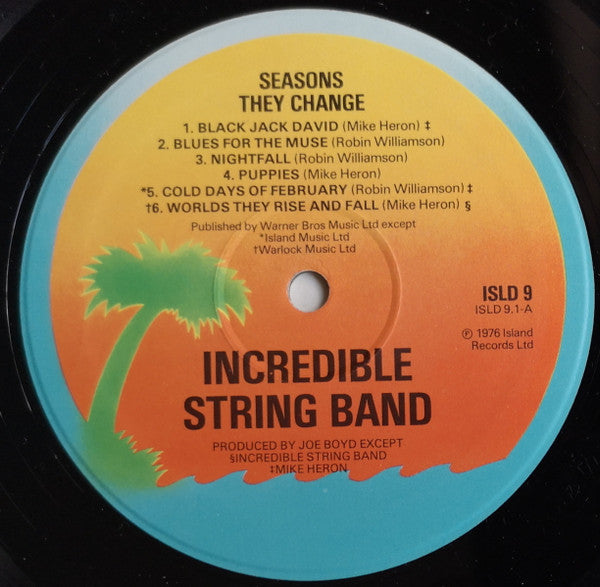 SEASONS
THEY CHANGE
1. BLACK JACK DAVID (Mike Heron) ‡
2. BLUES FOR THE MUSE (Robin Williamson)
3. NIGHTFALL (Robin Williamson)
4. PUPPIES (Mike Heron)
*5. COLD DAYS OF FEBRUARY (Robin Williamson) ‡
†6. WORLDS THEY RISE AND FALL (Mike Heron) §
Published by Warner Bros Music Ltd except
*Island Music Ltd
†Warlock Music Ltd
ISLD 9
ISLD 9.1-A
℗ 1976 Island
Records Ltd
INCREDIBLE
STRING BAND
PRODUCED BY JOE BOYD EXCEPT
§INCREDIBLE STRING BAND
‡MIKE HERON